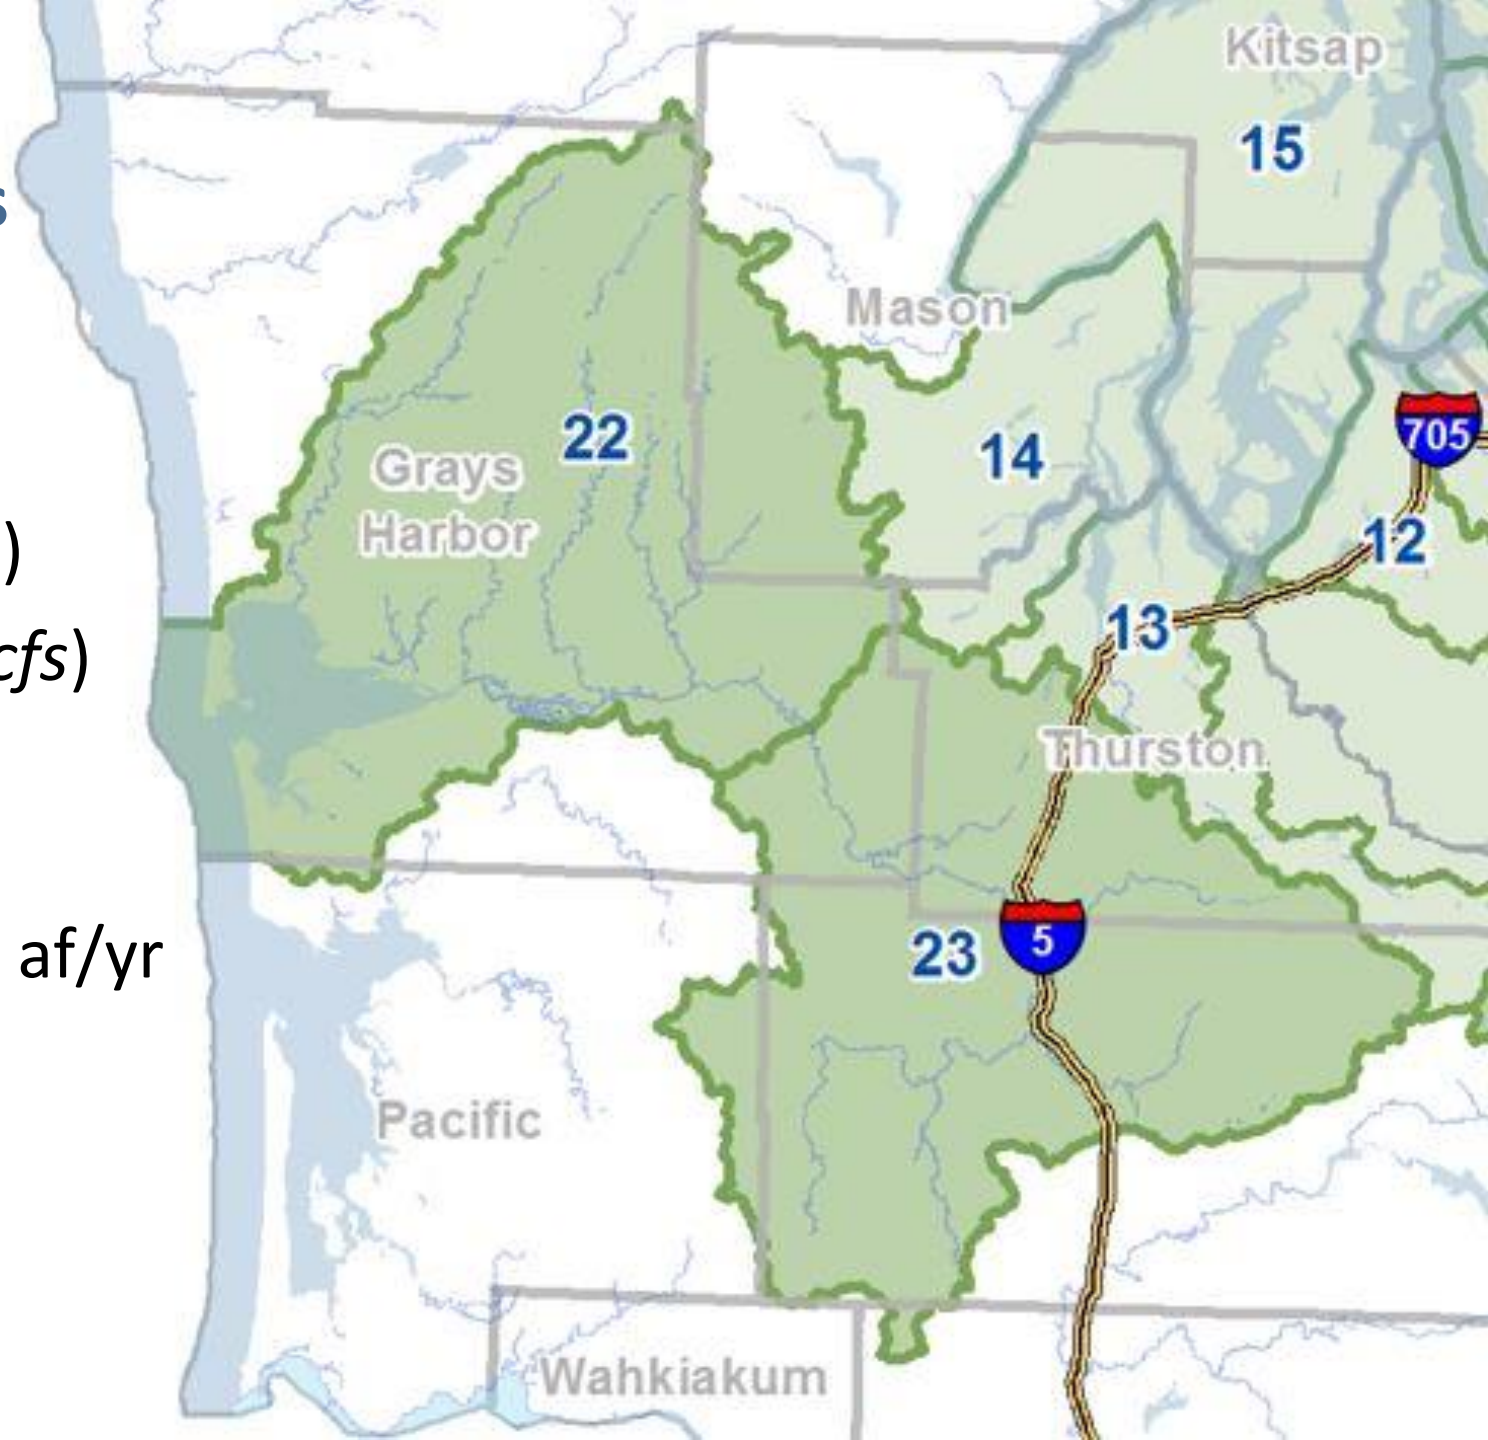 Kitsap
15
s
Mason
705
22
Grays
Harbor
14
)
12
13
cfs)
Thurston
af/yr
23
5
Pacific
Wahkiakum